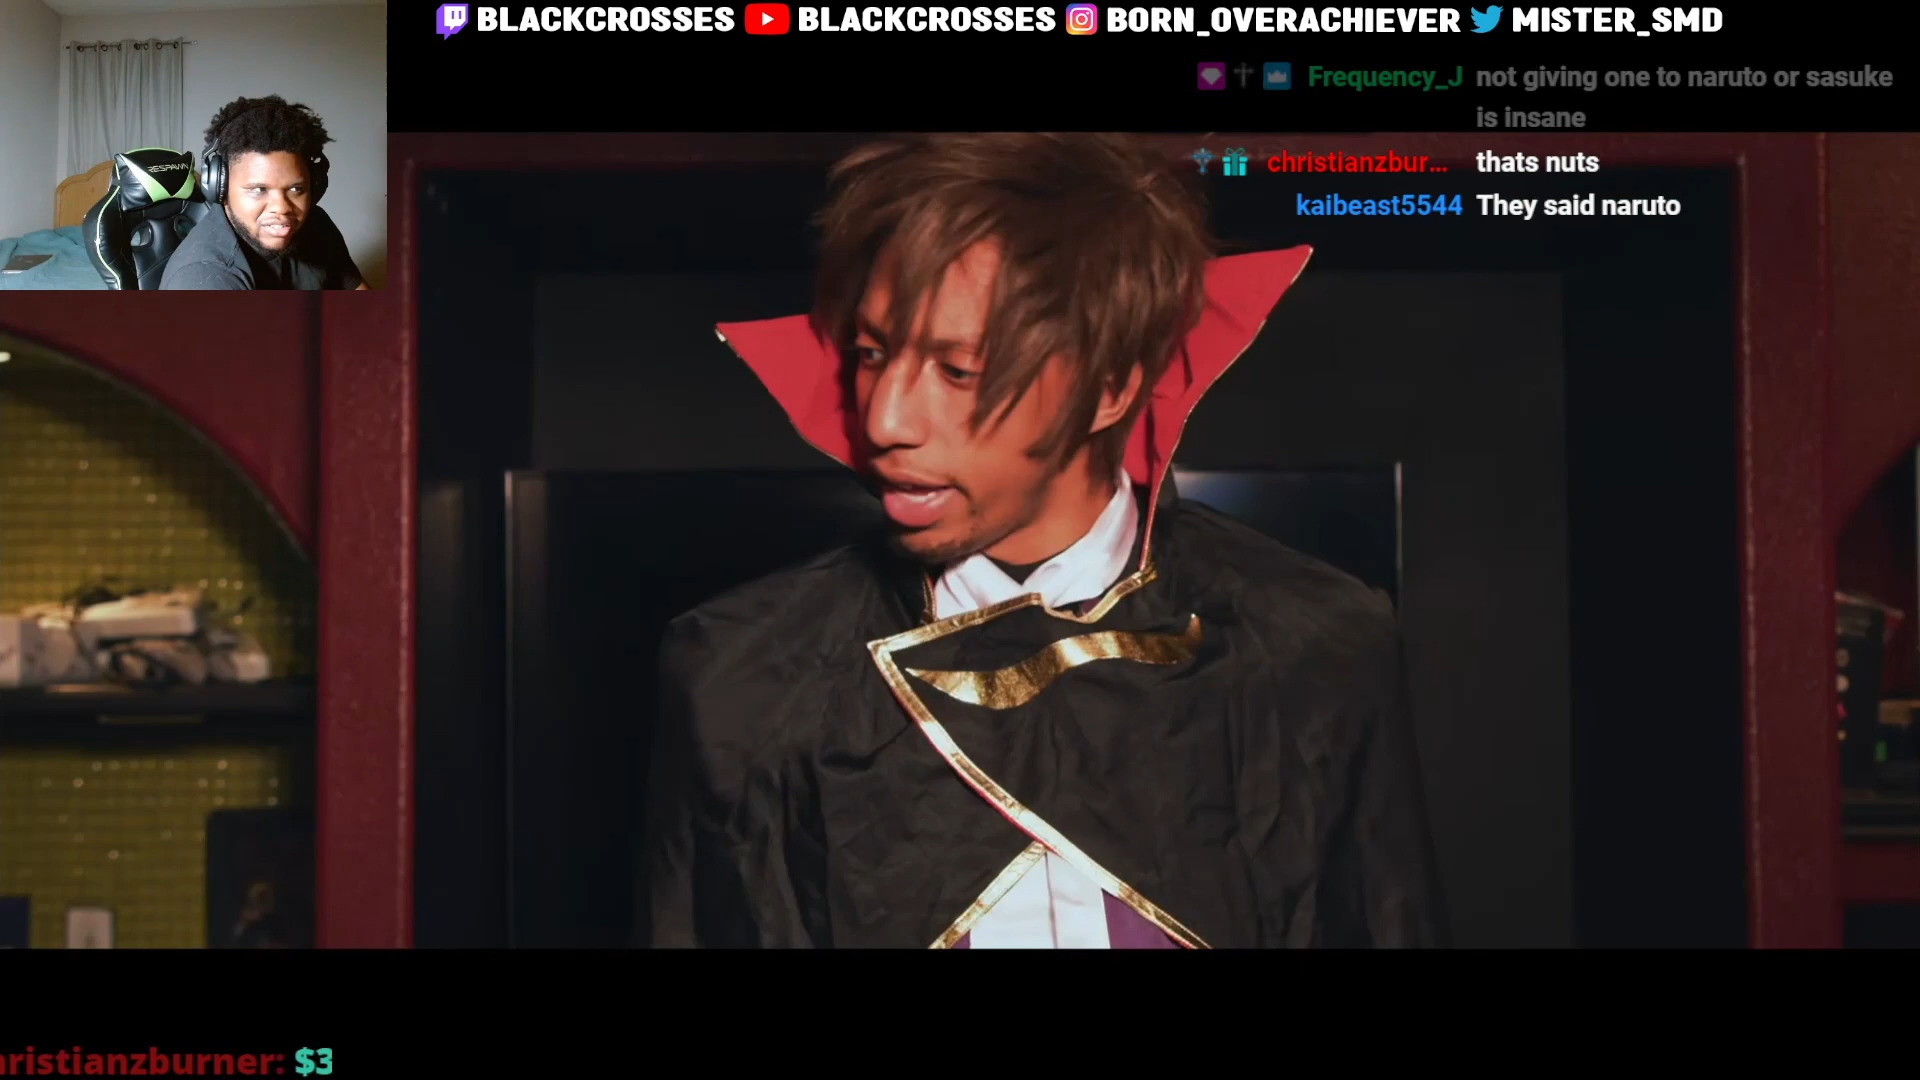 BLACKCROSSES BLACKCROSSES BORN_OVERACHIEVER MISTER_SMD
Frequency_J not giving one to naruto or sasuke
is insane
christianzbur... thats nuts
kaibeast5544 They said naruto
RESPAWN
ristianzburner: $3